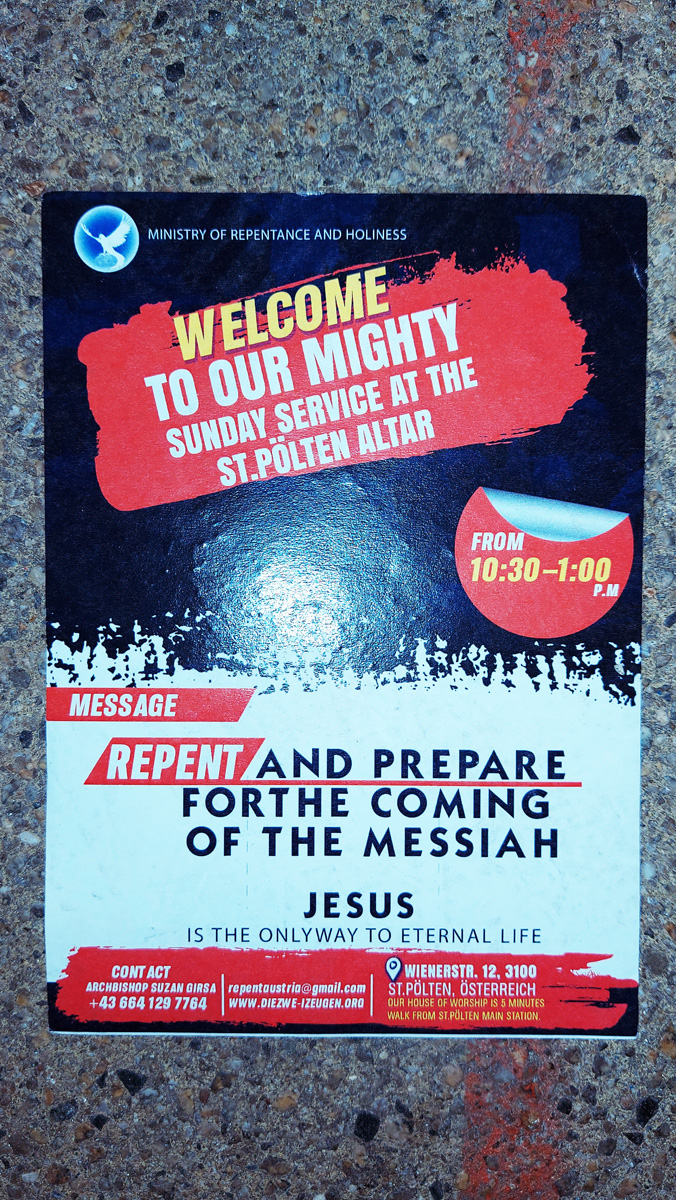 MINISTRY OF REPENTANCE AND HOLINESS
WELCOME
TO OUR MIGHTY
SUNDAY SERVICE AT THE
ST.PÖLTEN ALTAR
FROM
10:30–1:00
P.M
MESSAGE
REPENT AND PREPARE
FORTHE COMING
OF THE MESSIAH
JESUS
IS THE ONLYWAY TO ETERNAL LIFE
CONTACT
ARCHBISHOP SUZAN GIRSA
+43 664 129 7764
repentaustria@gmail.com
WWW.DIEZWE-IZEUGEN.ORG
WIENERSTR. 12, 3100
ST.PÖLTEN, ÖSTERREICH
OUR HOUSE OF WORSHIP IS 5 MINUTES
WALK FROM ST.PÖLTEN MAIN STATION.